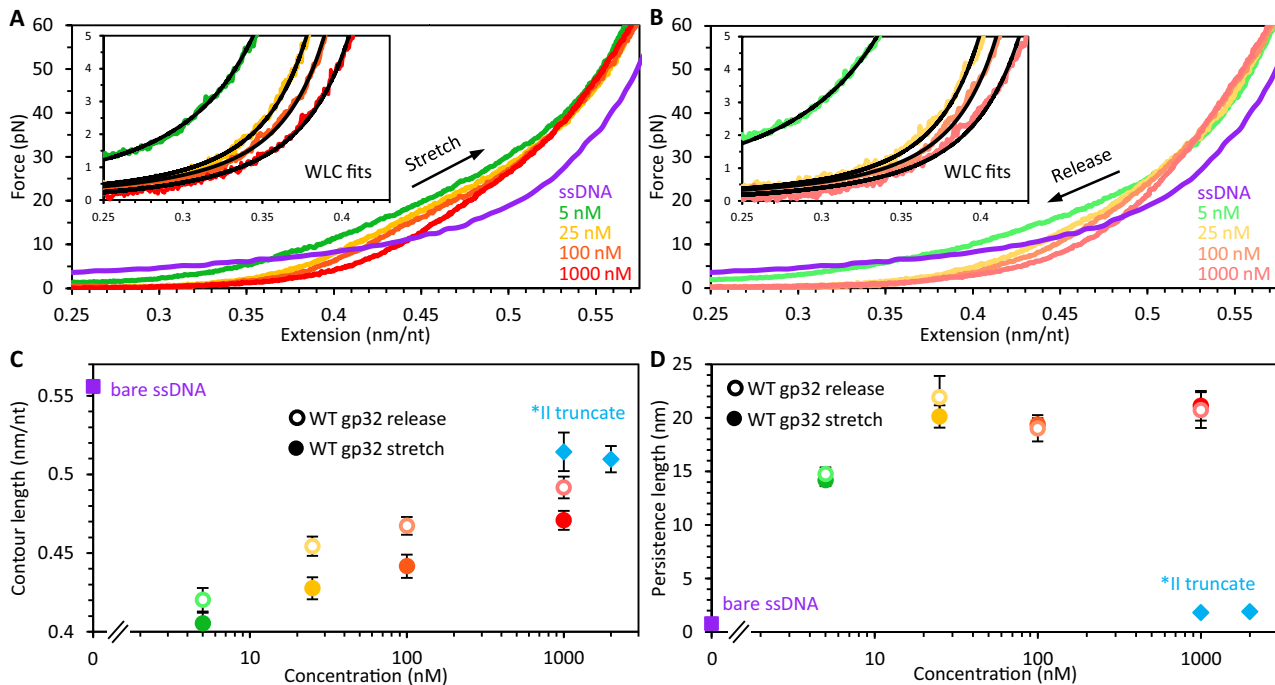 A
Force (pN)
60
50
40
30
20
10
0
5
4
3
2
1
0
0.25
0.3
0.35
0.4
WLC fits
Stretch
ssDNA
5 nM
25 nM
100 nM
1000 nM
0.25
0.3
0.35
0.4
0.45
0.5
0.55
Extension (nm/nt)
B
Force (pN)
60
50
40
30
20
10
0
5
4
3
2
1
0
0.25
0.3
0.35
0.4
WLC fits
Release
ssDNA
5 nM
25 nM
100 nM
1000 nM
0.25
0.3
0.35
0.4
0.45
0.5
0.55
Extension (nm/nt)
C
Contour length (nm/nt)
0.55
0.5
0.45
0.4
bare ssDNA
WT gp32 release
WT gp32 stretch
*II truncate
0
10
100
1000
Concentration (nM)
D
Persistence length (nm)
25
20
15
10
5
0
WT gp32 release
WT gp32 stretch
*II truncate
bare ssDNA
0
10
100
1000
Concentration (nM)